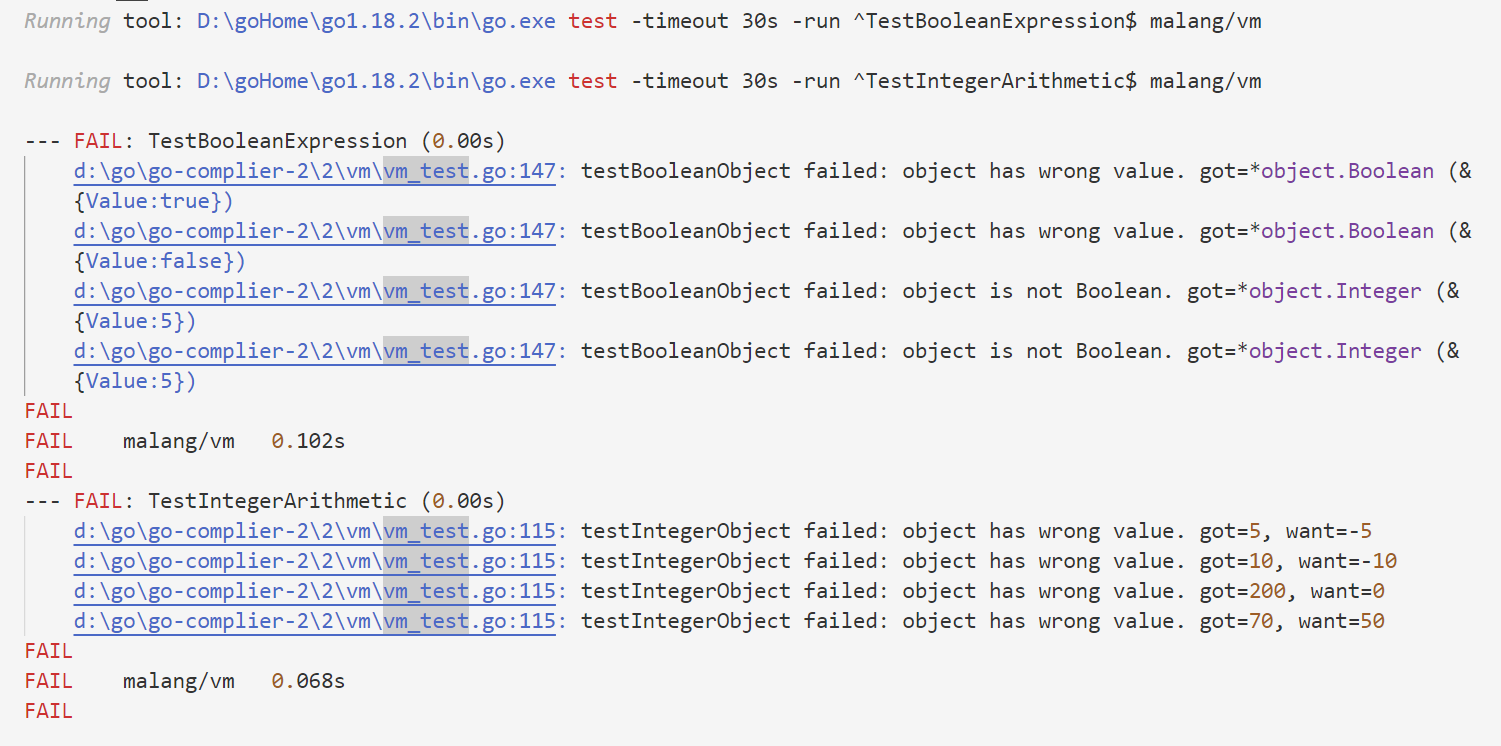 Running tool: D:\goHome\go1.18.2\bin\go.exe test -timeout 30s -run ^TestBooleanExpression$ malang/vm
Running tool: D:\goHome\go1.18.2\bin\go.exe test -timeout 30s -run ^TestIntegerArithmetic$ malang/vm
--- FAIL: TestBooleanExpression (0.00s)
d:\go\go-complier-2\2\vm\vm_test.go:147: testBooleanObject failed: object has wrong value. got=*object.Boolean (&
{Value:true})
d:\go\go-complier-2\2\vm\vm_test.go:147: testBooleanObject failed: object has wrong value. got=*object.Boolean (&
{Value:false})
d:\go\go-complier-2\2\vm\vm_test.go:147: testBooleanObject failed: object is not Boolean. got=*object.Integer (&
{Value:5})
d:\go\go-complier-2\2\vm\vm_test.go:147: testBooleanObject failed: object is not Boolean. got=*object.Integer (&
{Value:5})
FAIL
FAIL    malang/vm   0.102s
FAIL
--- FAIL: TestIntegerArithmetic (0.00s)
d:\go\go-complier-2\2\vm\vm_test.go:115: testIntegerObject failed: object has wrong value. got=5, want=-5
d:\go\go-complier-2\2\vm\vm_test.go:115: testIntegerObject failed: object has wrong value. got=10, want=-10
d:\go\go-complier-2\2\vm\vm_test.go:115: testIntegerObject failed: object has wrong value. got=200, want=0
d:\go\go-complier-2\2\vm\vm_test.go:115: testIntegerObject failed: object has wrong value. got=70, want=50
FAIL
FAIL    malang/vm   0.068s
FAIL